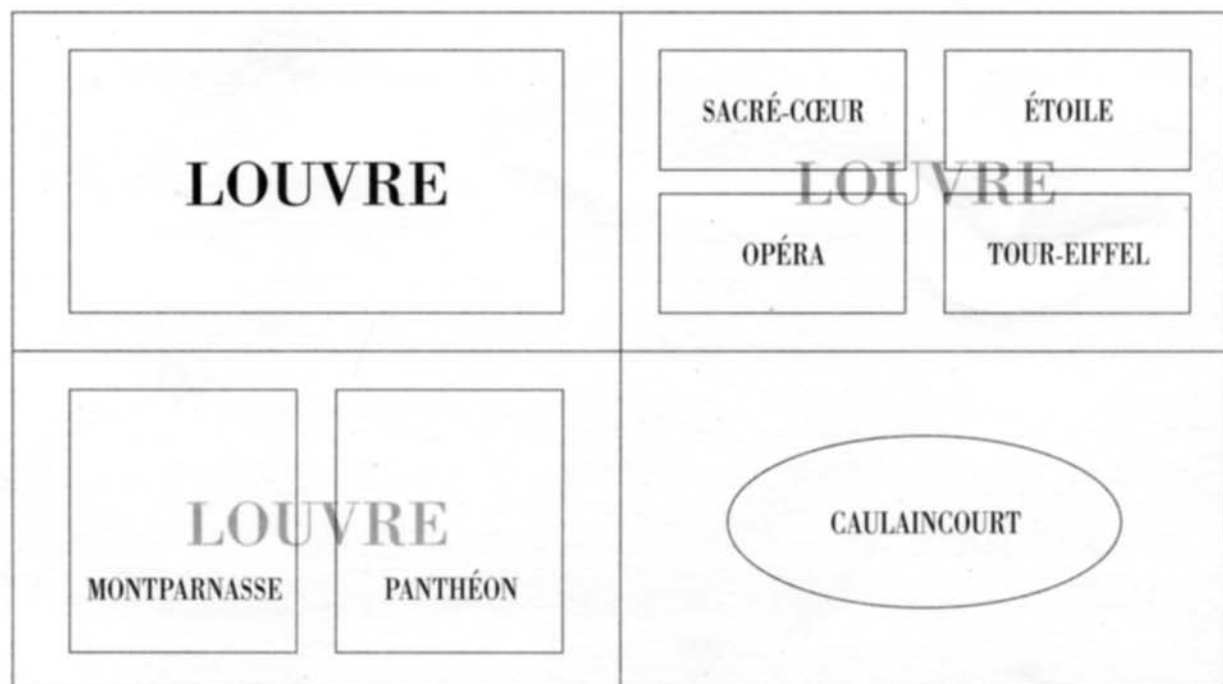 LOUVRE
SACRÉ-CŒUR
ÉTOILE
LOUVRE
OPÉRA
TOUR-EIFFEL
LOUVRE
MONTPARNASSE
PANTHÉON
CAULAINCOURT